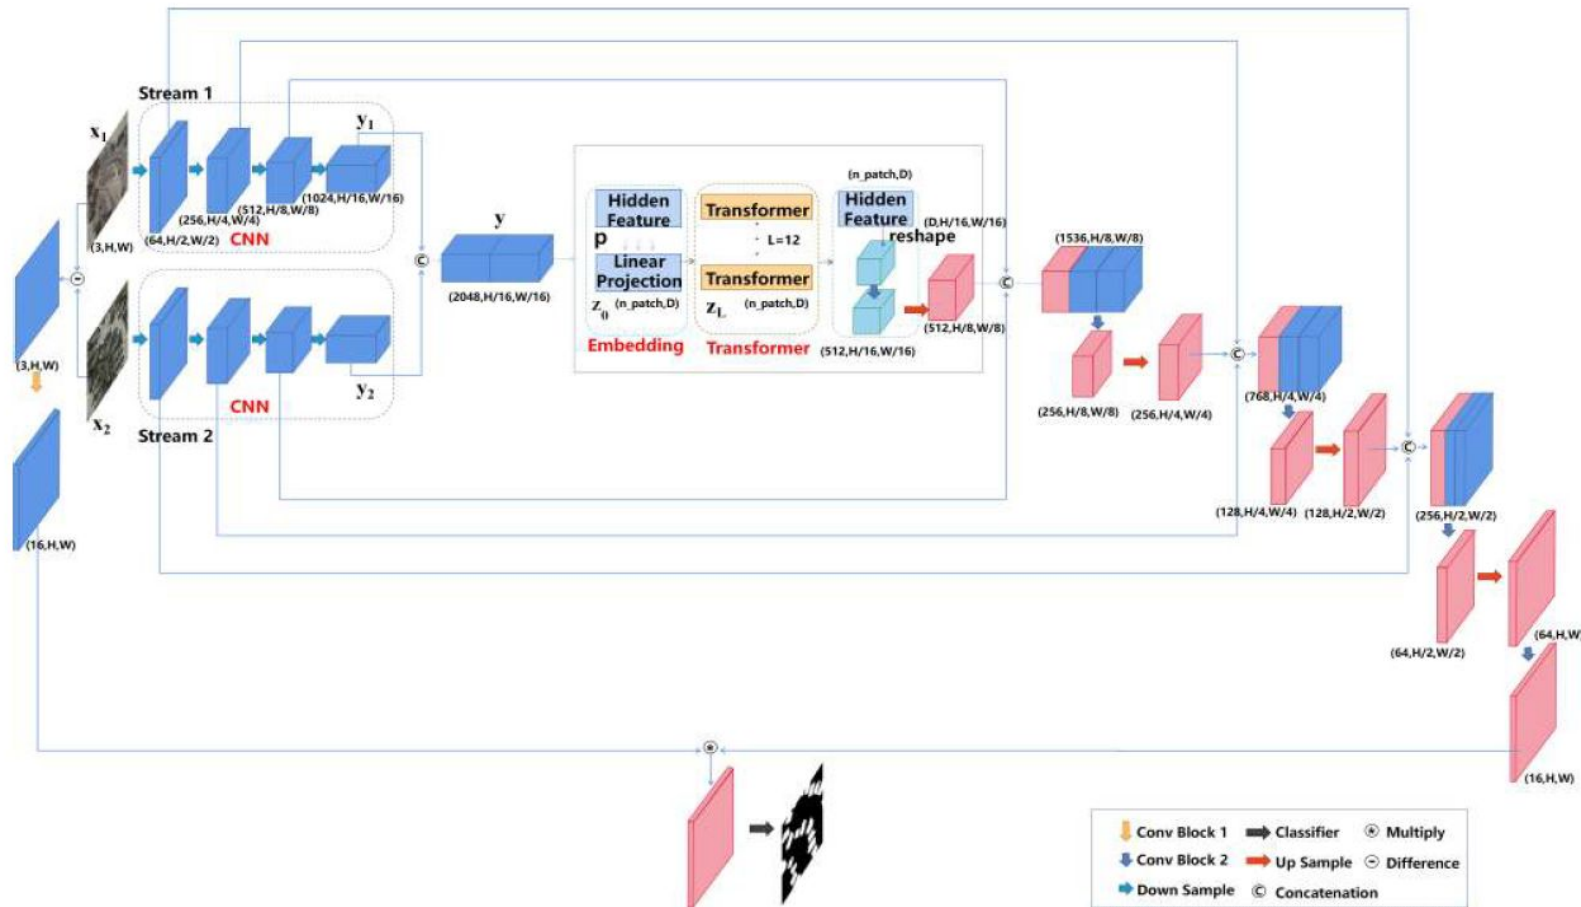 Stream 1
x1
y1
(1024,H/16,W/16)
(512,H/8,W/8)
(256,H/4,W/4)
(64,H/2,W/2)
CNN
(3,H,W)
(3,H,W)
(16,H,W)
x2
CNN
y2
Stream 2
C
y
(2048,H/16,W/16)
Hidden
Feature
p
Linear
Projection
z0 (n_patch,D)
Embedding
Transformer
L=12
Transformer
zL (n_patch,D)
Transformer
(n_patch,D)
Hidden
Feature
(D,H/16,W/16)
reshape
(512,H/16,W/16)
(512,H/8,W/8)
C
(1536,H/8,W/8)
(256,H/8,W/8)
(256,H/4,W/4)
C
(768,H/4,W/4)
(128,H/4,W/4)
(128,H/2,W/2)
C
(256,H/2,W/2)
(64,H/2,W/2)
(64,H,W)
(16,H,W)
Conv Block 1
Classifier
Multiply
Conv Block 2
Up Sample
Difference
Down Sample
C Concatenation